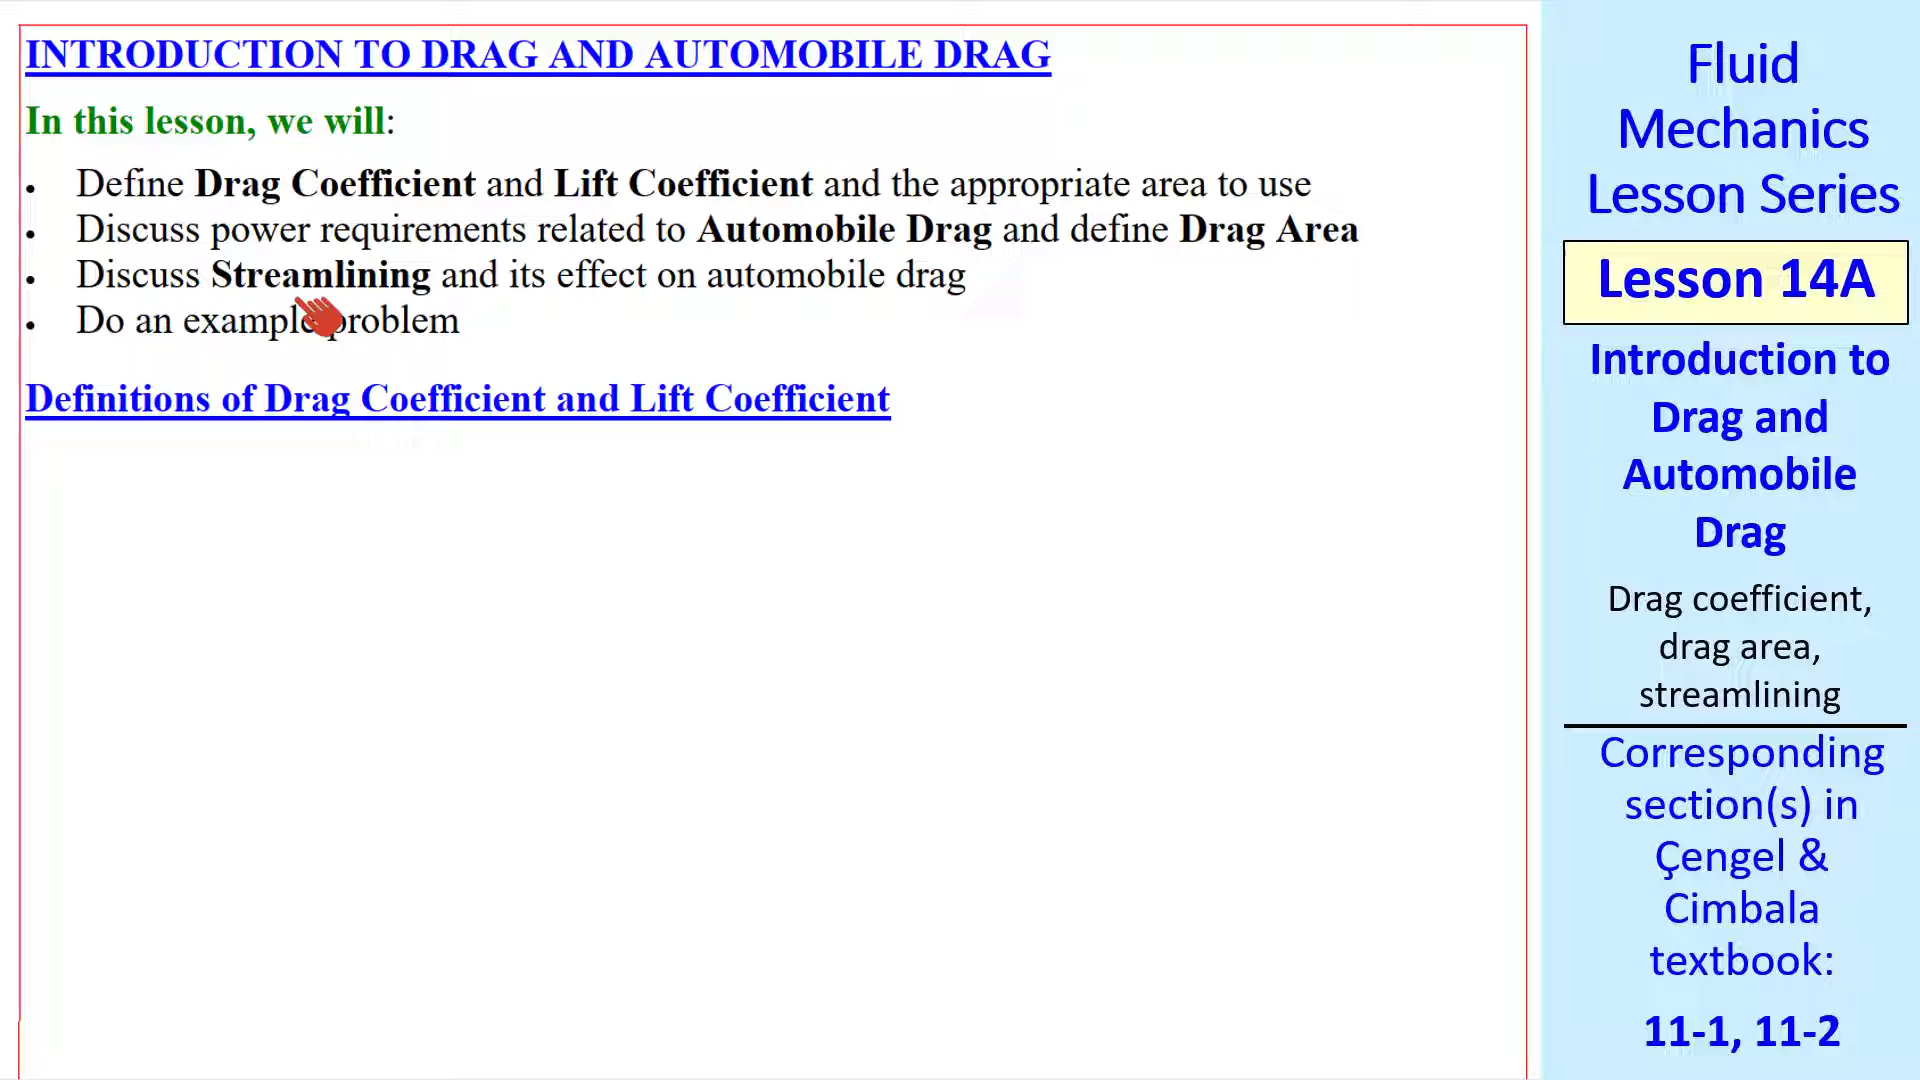 INTRODUCTION TO DRAG AND AUTOMOBILE DRAG
In this lesson, we will:
• Define Drag Coefficient and Lift Coefficient and the appropriate area to use
• Discuss power requirements related to Automobile Drag and define Drag Area
• Discuss Streamlining and its effect on automobile drag
• Do an example problem
Definitions of Drag Coefficient and Lift Coefficient
Fluid
Mechanics
Lesson Series
Lesson 14A
Introduction to
Drag and
Automobile
Drag
Drag coefficient,
drag area,
streamlining
Corresponding
section(s) in
Çengel &
Cimbala
textbook:
11-1, 11-2